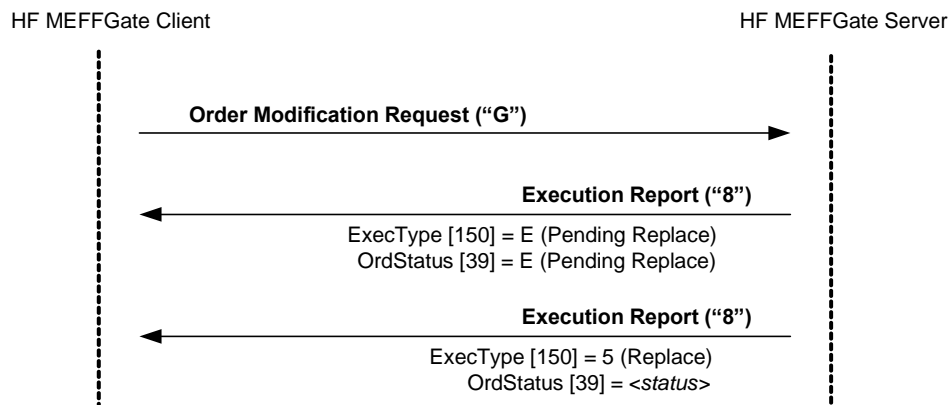 HF MEFFGate Client
HF MEFFGate Server
Order Modification Request (“G”)
Execution Report (“8”)
ExecType [150] = E (Pending Replace)
OrdStatus [39] = E (Pending Replace)
Execution Report (“8”)
ExecType [150] = 5 (Replace)
OrdStatus [39] = <status>